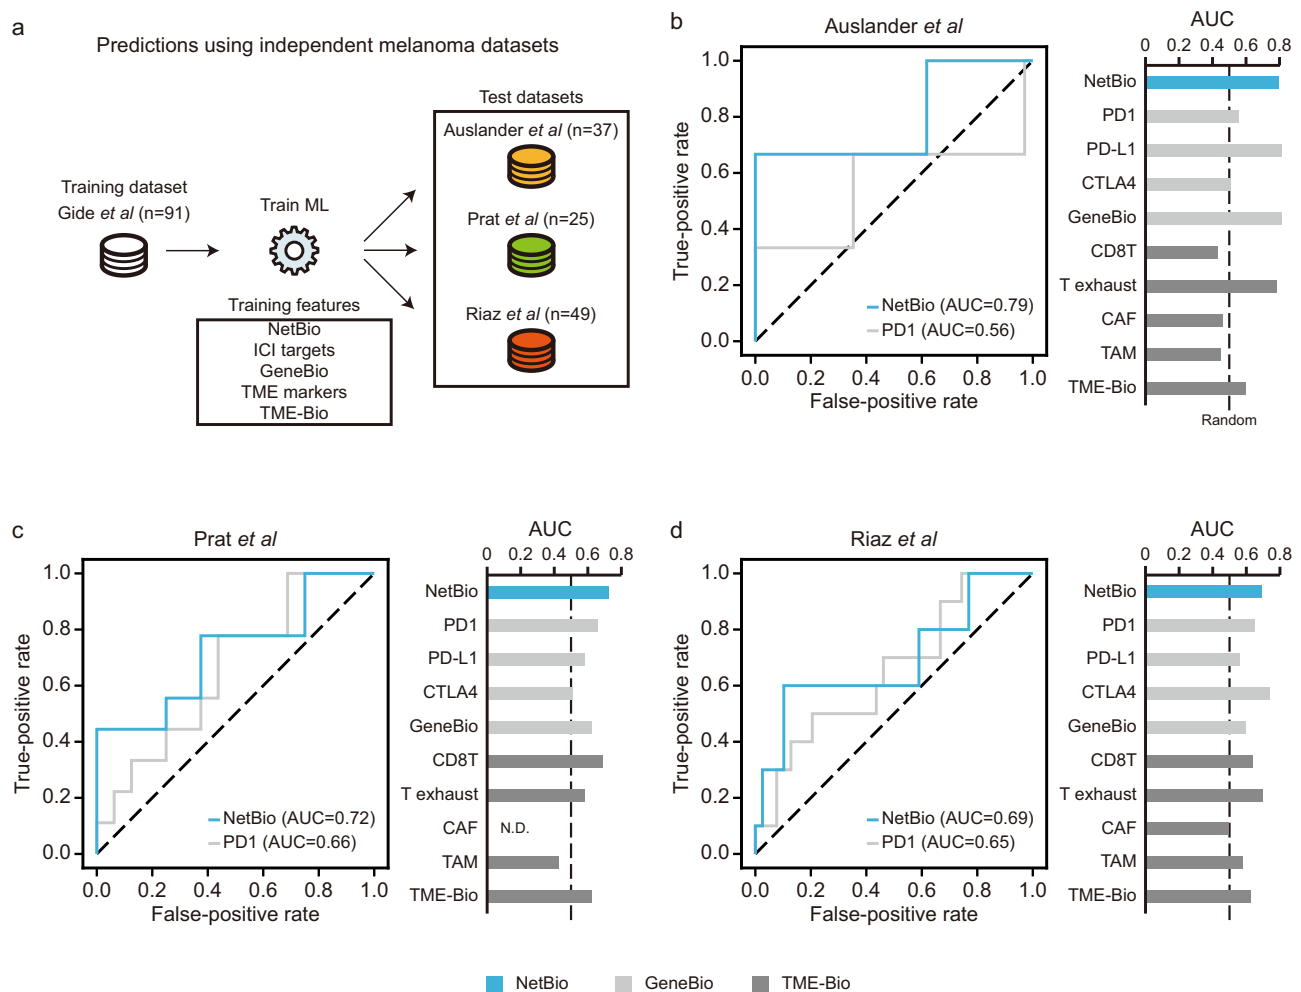 a
Predictions using independent melanoma datasets
Test datasets
Auslander et al (n=37)
Training dataset
Gide et al (n=91)
Train ML
Prat et al (n=25)
Training features
NetBio
ICI targets
GeneBio
TME markers
TME-Bio
Riaz et al (n=49)
b
Auslander et al
True-positive rate
1.0
0.8
0.6
0.4
0.2
0.0
NetBio (AUC=0.79)
PD1 (AUC=0.56)
0.0 0.2 0.4 0.6 0.8 1.0
False-positive rate
AUC
0 0.2 0.4 0.6 0.8
NetBio
PD1
PD-L1
CTLA4
GeneBio
CD8T
T exhaust
CAF
TAM
TME-Bio
Random
c
Prat et al
True-positive rate
1.0
0.8
0.6
0.4
0.2
0.0
NetBio (AUC=0.72)
PD1 (AUC=0.66)
0.0 0.2 0.4 0.6 0.8 1.0
False-positive rate
AUC
0 0.2 0.4 0.6 0.8
NetBio
PD1
PD-L1
CTLA4
GeneBio
CD8T
T exhaust
CAF N.D.
TAM
TME-Bio
d
Riaz et al
True-positive rate
1.0
0.8
0.6
0.4
0.2
0.0
NetBio (AUC=0.69)
PD1 (AUC=0.65)
0.0 0.2 0.4 0.6 0.8 1.0
False-positive rate
AUC
0 0.2 0.4 0.6 0.8
NetBio
PD1
PD-L1
CTLA4
GeneBio
CD8T
T exhaust
CAF
TAM
TME-Bio
NetBio GeneBio TME-Bio